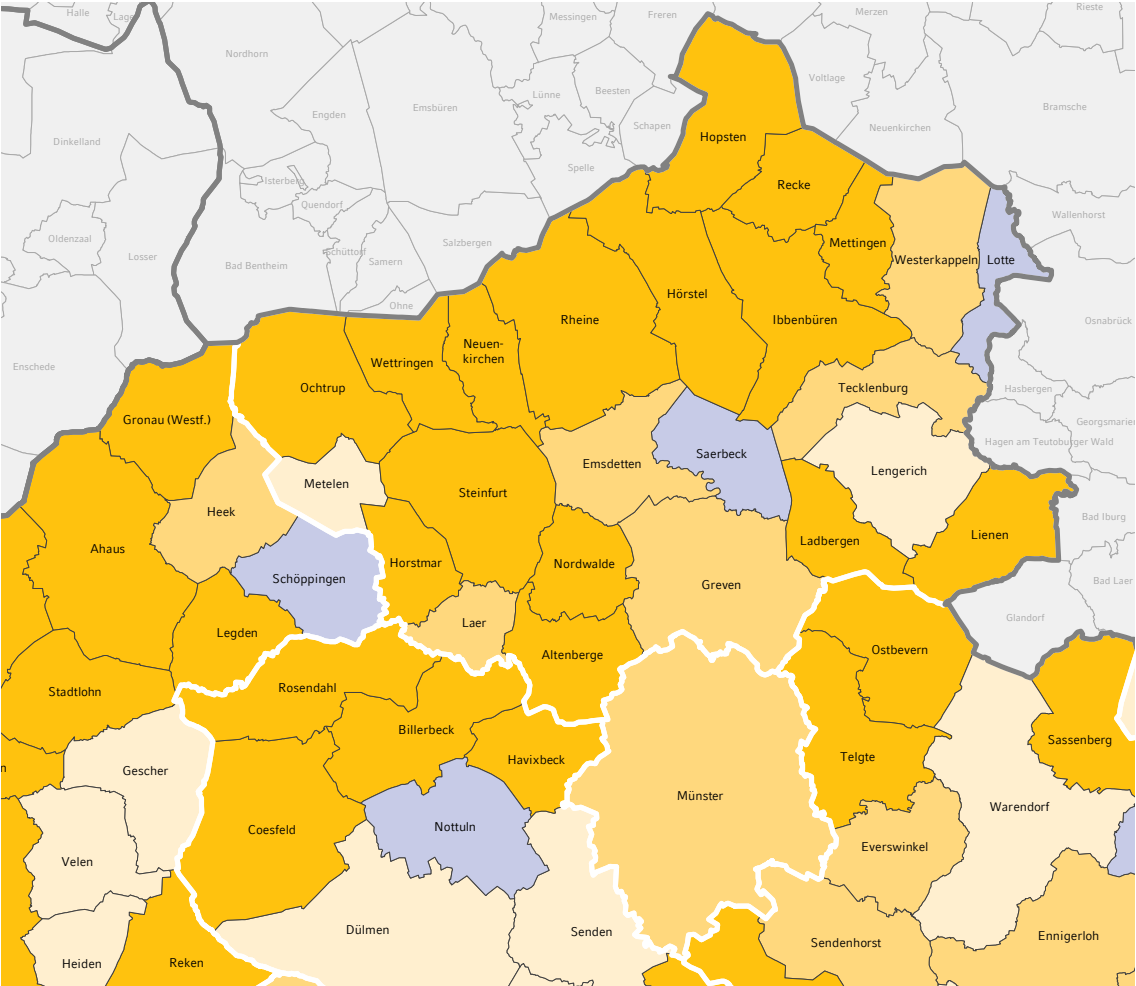 Halle
Lage
Messingen
Freren
Merzen
Rieste
Nordhorn
Voltlage
Lünne
Beesten
Emsbüren
Bramsche
Engden
Schapen
Neuenkirchen
Hopsten
Dinkelland
Spelle
Isterberg
Recke
Quendorf
Wallenhorst
Oldenzaal
Salzbergen
Mettingen
Losser
Schüttorf
Samern
Westerkappeln
Lotte
Bad Bentheim
Hörstel
Ohne
Rheine
Ibbenbüren
Osnabrück
Neuen-
kirchen
Wettringen
Enschede
Ochtrup
Tecklenburg
Hasbergen
Gronau (Westf.)
Georgsmarien
Hagen am Teutoburger Wald
Saerbeck
Emsdetten
Lengerich
Metelen
Steinfurt
Heek
Bad Iburg
Lienen
Ladbergen
Ahaus
Horstmar
Nordwalde
Schöppingen
Greven
Bad Laer
Glandorf
Laer
Legden
Ostbevern
Altenberge
Rosendahl
Stadtlohn
Billerbeck
Sassenberg
Telgte
Havixbeck
n
Gescher
Münster
Warendorf
Nottuln
Coesfeld
Everswinkel
Velen
Dülmen
Senden
Ennigerloh
Sendenhorst
Reken
Heiden